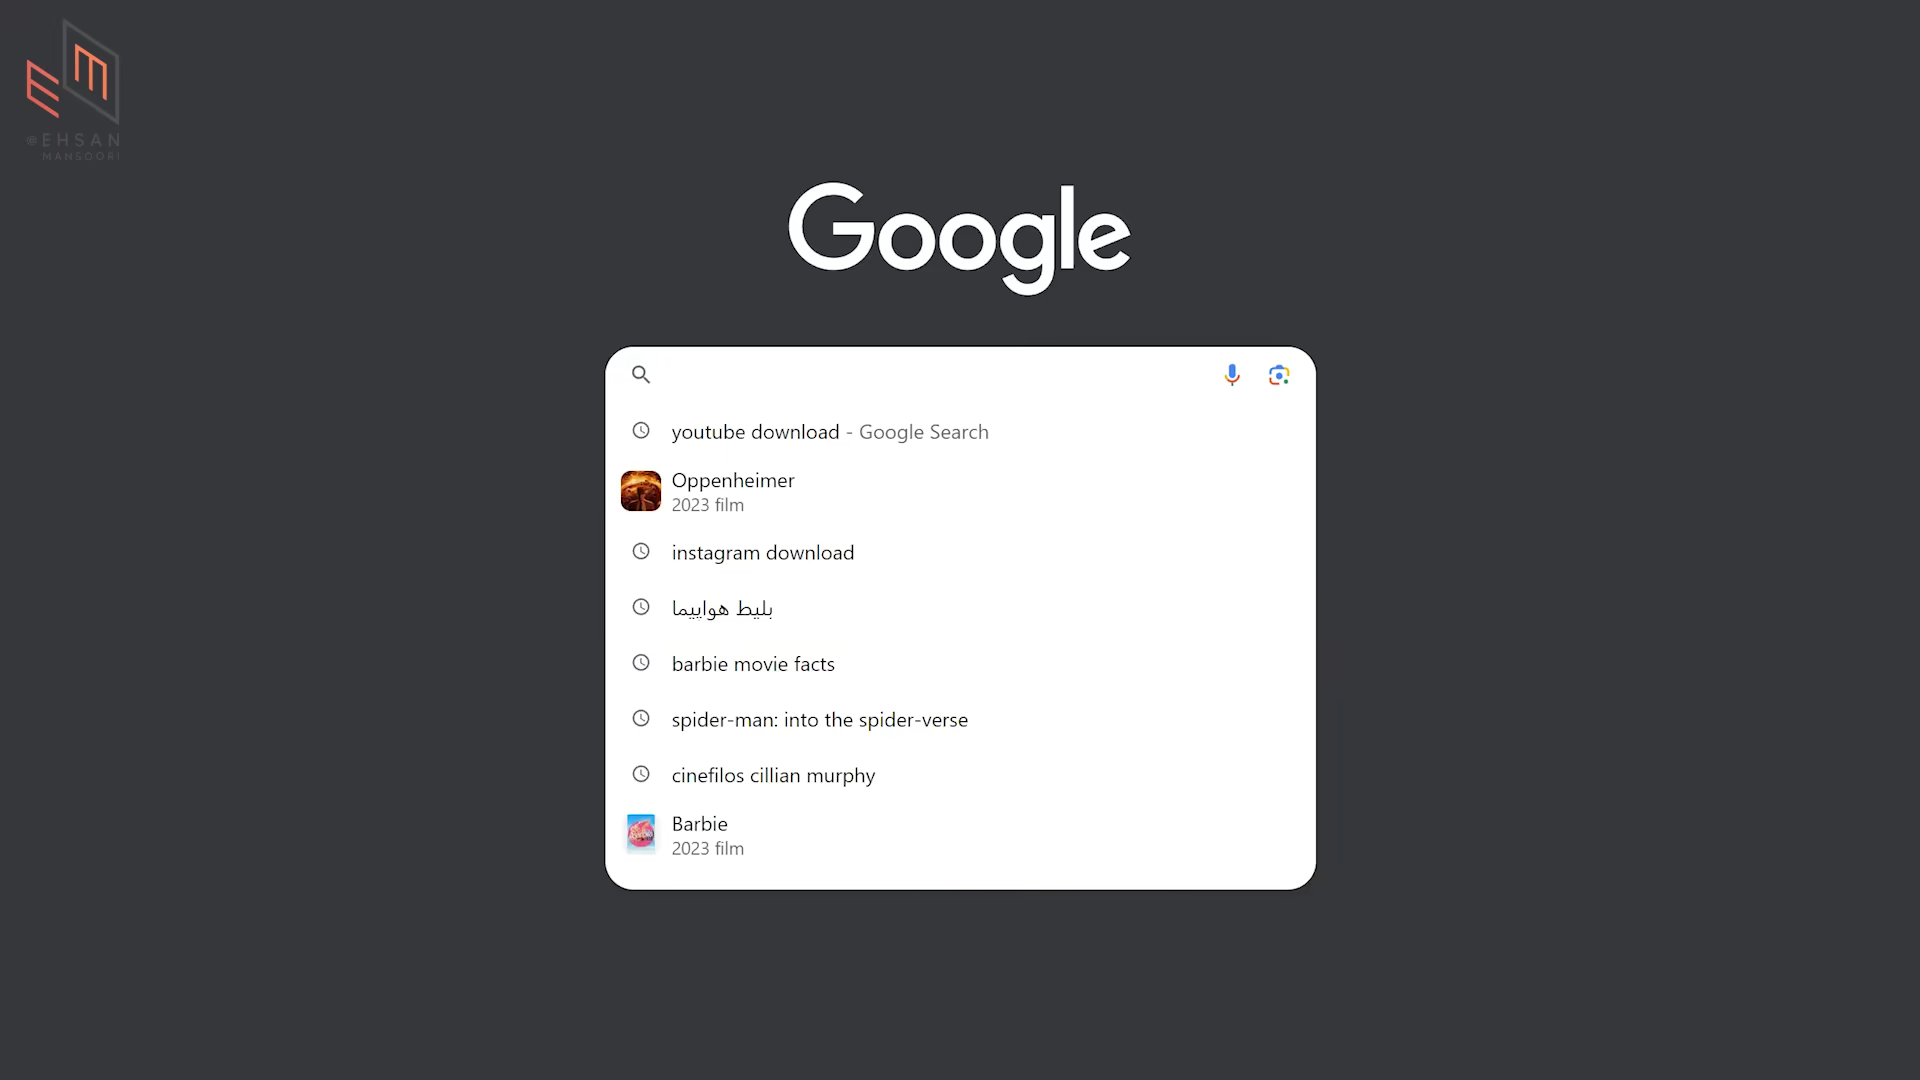 @EHSAN
MANSOORI
Google
youtube download - Google Search
Oppenheimer
2023 film
instagram download
بلیط هواپیما
barbie movie facts
spider-man: into the spider-verse
cinefilos cillian murphy
Barbie
2023 film